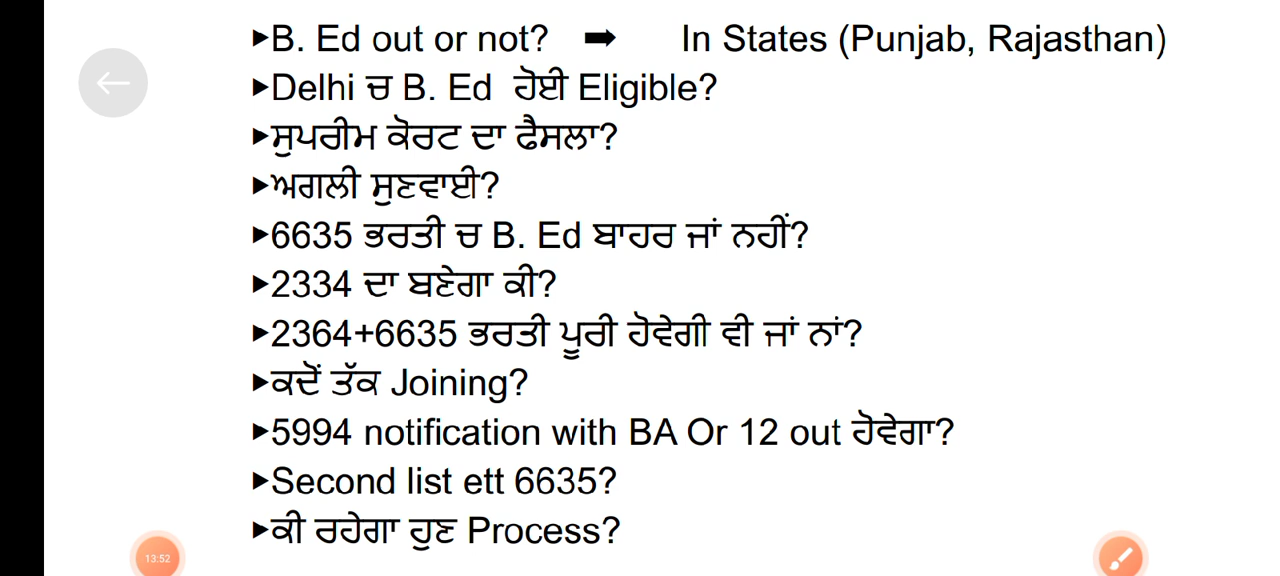 ▸B. Ed out or not? ➡ In States (Punjab, Rajasthan)
▸Delhi ਚ B. Ed ਹੋਈ Eligible?
▸ਸੁਪਰੀਮ ਕੋਰਟ ਦਾ ਫੈਸਲਾ?
▸ਅਗਲੀ ਸੁਣਵਾਈ?
▸6635 ਭਰਤੀ ਚ B. Ed ਬਾਹਰ ਜਾਂ ਨਹੀਂ?
▸2334 ਦਾ ਬਣੇਗਾ ਕੀ?
▸2364+6635 ਭਰਤੀ ਪੂਰੀ ਹੋਵੇਗੀ ਵੀ ਜਾਂ ਨਾਂ?
▸ਕਦੋਂ ਤੱਕ Joining?
▸5994 notification with BA Or 12 out ਹੋਵੇਗਾ?
▸Second list ett 6635?
▸ਕੀ ਰਹੇਗਾ ਹੁਣ Process?
13:52